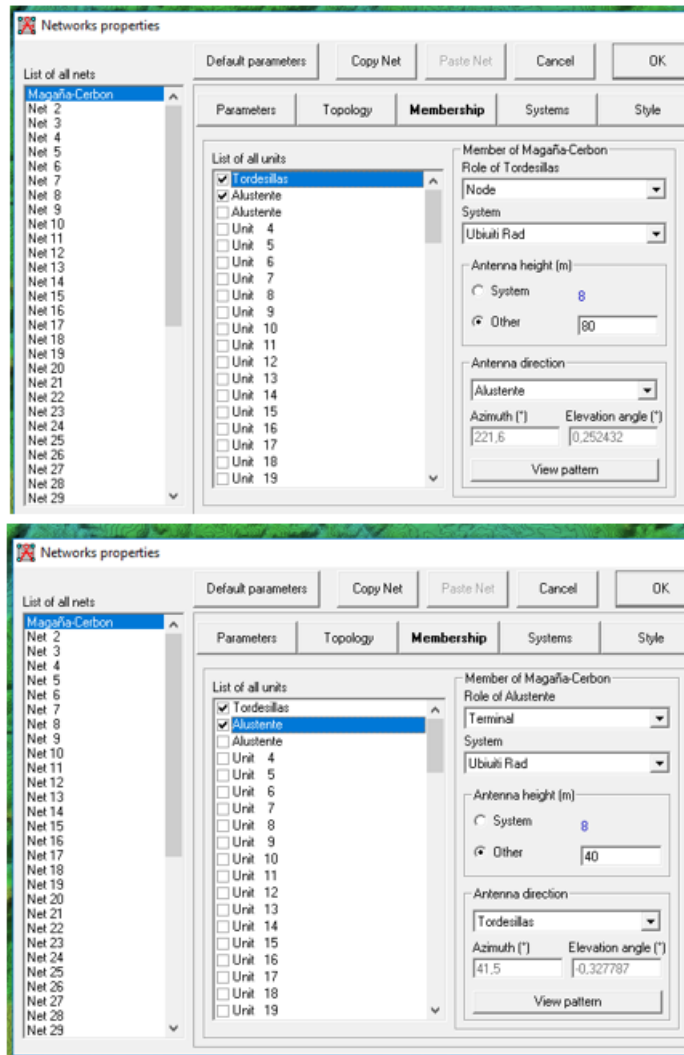 Networks properties
Default parameters Copy Net Paste Net Cancel OK
List of all nets
Parameters Topology Membership Systems Style
Magaña-Cerbon
Net 2
Net 3
Net 4
Net 5
Net 6
Net 7
Net 8
Net 9
Net 10
Net 11
Net 12
Net 13
Net 14
Net 15
Net 16
Net 17
Net 18
Net 19
Net 20
Net 21
Net 22
Net 23
Net 24
Net 25
Net 26
Net 27
Net 28
Net 29
List of all units
Tordesillas
Alustente
Alustente
Unit 4
Unit 5
Unit 6
Unit 7
Unit 8
Unit 9
Unit 10
Unit 11
Unit 12
Unit 13
Unit 14
Unit 15
Unit 16
Unit 17
Unit 18
Unit 19
Member of Magaña-Cerbon
Role of Tordesillas
Node
System
Ubiuiti Rad
Antenna height (m)
System 8
Other 80
Antenna direction
Alustente
Azimuth (°) Elevation angle (°)
221,6 0,252432
View pattern
Networks properties
Default parameters Copy Net Paste Net Cancel OK
List of all nets
Parameters Topology Membership Systems Style
Magaña-Cerbon
Net 2
Net 3
Net 4
Net 5
Net 6
Net 7
Net 8
Net 9
Net 10
Net 11
Net 12
Net 13
Net 14
Net 15
Net 16
Net 17
Net 18
Net 19
Net 20
Net 21
Net 22
Net 23
Net 24
Net 25
Net 26
Net 27
Net 28
Net 29
List of all units
Tordesillas
Alustente
Alustente
Unit 4
Unit 5
Unit 6
Unit 7
Unit 8
Unit 9
Unit 10
Unit 11
Unit 12
Unit 13
Unit 14
Unit 15
Unit 16
Unit 17
Unit 18
Unit 19
Member of Magaña-Cerbon
Role of Alustente
Terminal
System
Ubiuiti Rad
Antenna height (m)
System 8
Other 40
Antenna direction
Tordesillas
Azimuth (°) Elevation angle (°)
41,5 -0,327787
View pattern